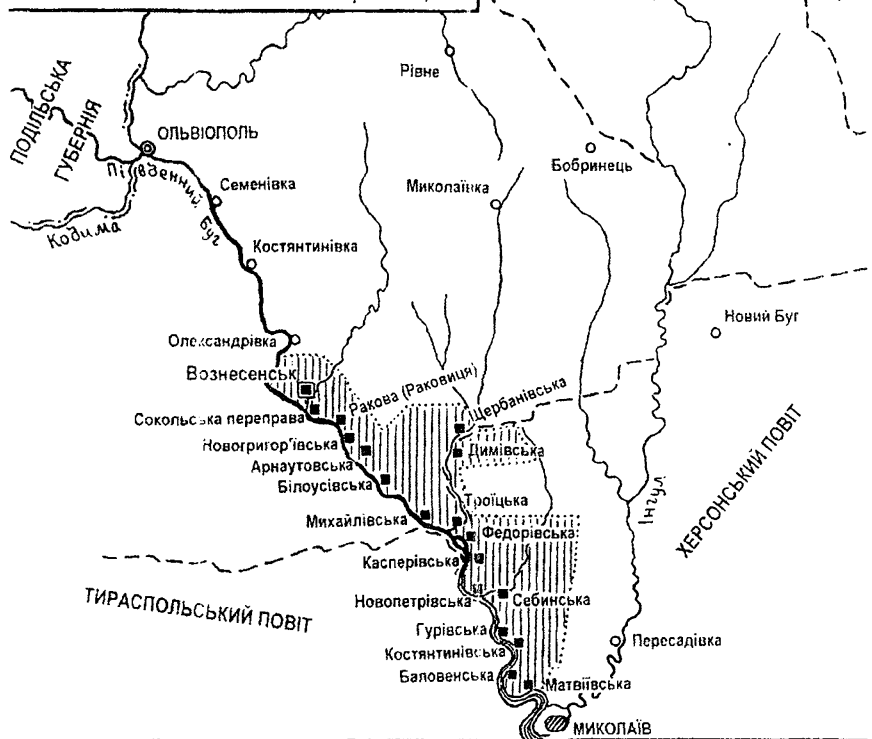 Рівне
ПОДІЛЬСЬКА
ГУБЕРНІЯ
ОЛЬВІОПОЛЬ
Бобринець
Південний Буг
Семенівка
Миколаївка
Кодима
Костянтинівка
Новий Буг
Олександрівка
Вознесенськ
Ракова (Раковиця)
Щербанівська
Сокольська переправа
Новогригор'ївська
Димівська
Арнаутовська
Білоусівська
Інгул
ХЕРСОНСЬКИЙ ПОВІТ
Троїцька
Михайлівська
Федорівська
Касперівська
ТИРАСПОЛЬСЬКИЙ ПОВІТ
Новопетрівська
Себинська
Гурівська
Пересадівка
Костянтинівська
Баловенська
Матвіївська
МИКОЛАЇВ